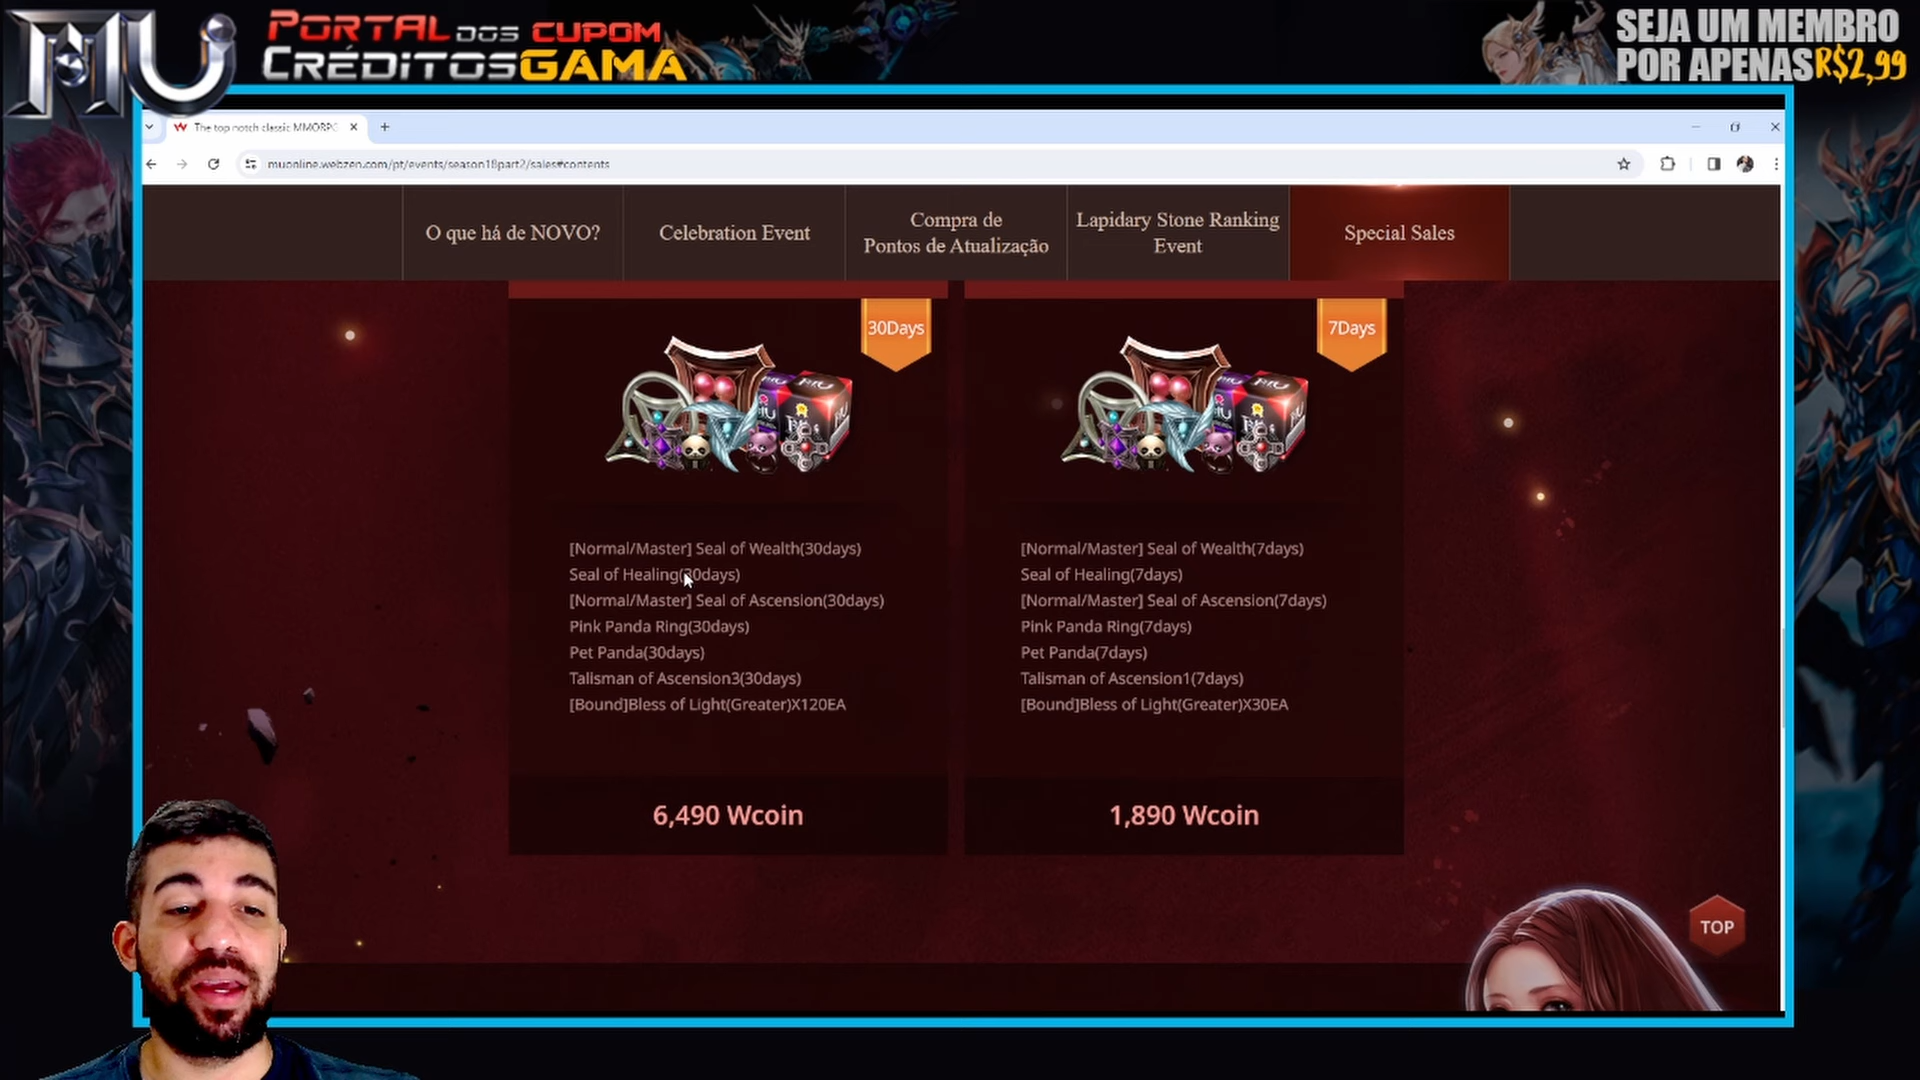 MU
PORTAL DOS CUPOM
CRÉDITOS GAMA
SEJA UM MEMBRO
POR APENAS R$2,99
The top notch classic MMORPG
muonline.webzen.com/pt/events/season18part2/sales#contents
O que há de NOVO?
Celebration Event
Compra de
Pontos de Atualização
Lapidary Stone Ranking
Event
Special Sales
30Days
[Normal/Master] Seal of Wealth(30days)
Seal of Healing(30days)
[Normal/Master] Seal of Ascension(30days)
Pink Panda Ring(30days)
Pet Panda(30days)
Talisman of Ascension3(30days)
[Bound]Bless of Light(Greater)X120EA
6,490 Wcoin
7Days
[Normal/Master] Seal of Wealth(7days)
Seal of Healing(7days)
[Normal/Master] Seal of Ascension(7days)
Pink Panda Ring(7days)
Pet Panda(7days)
Talisman of Ascension1(7days)
[Bound]Bless of Light(Greater)X30EA
1,890 Wcoin
TOP